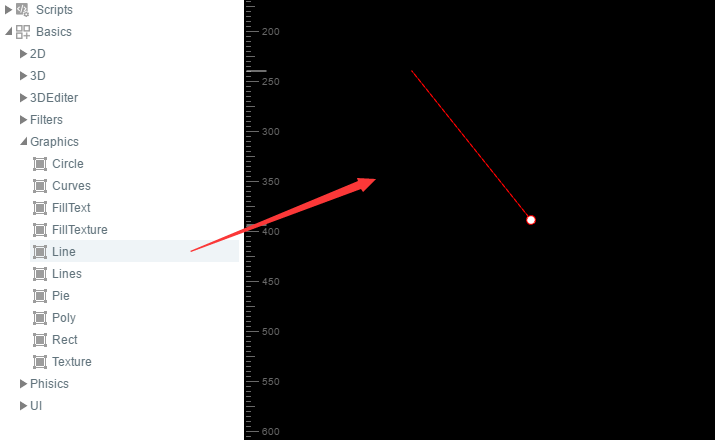 Scripts
Basics
2D
3D
3DEditer
Filters
Graphics
Circle
Curves
FillText
FillTexture
Line
Lines
Pie
Poly
Rect
Texture
Phisics
UI
200
250
300
350
400
450
500
550
600